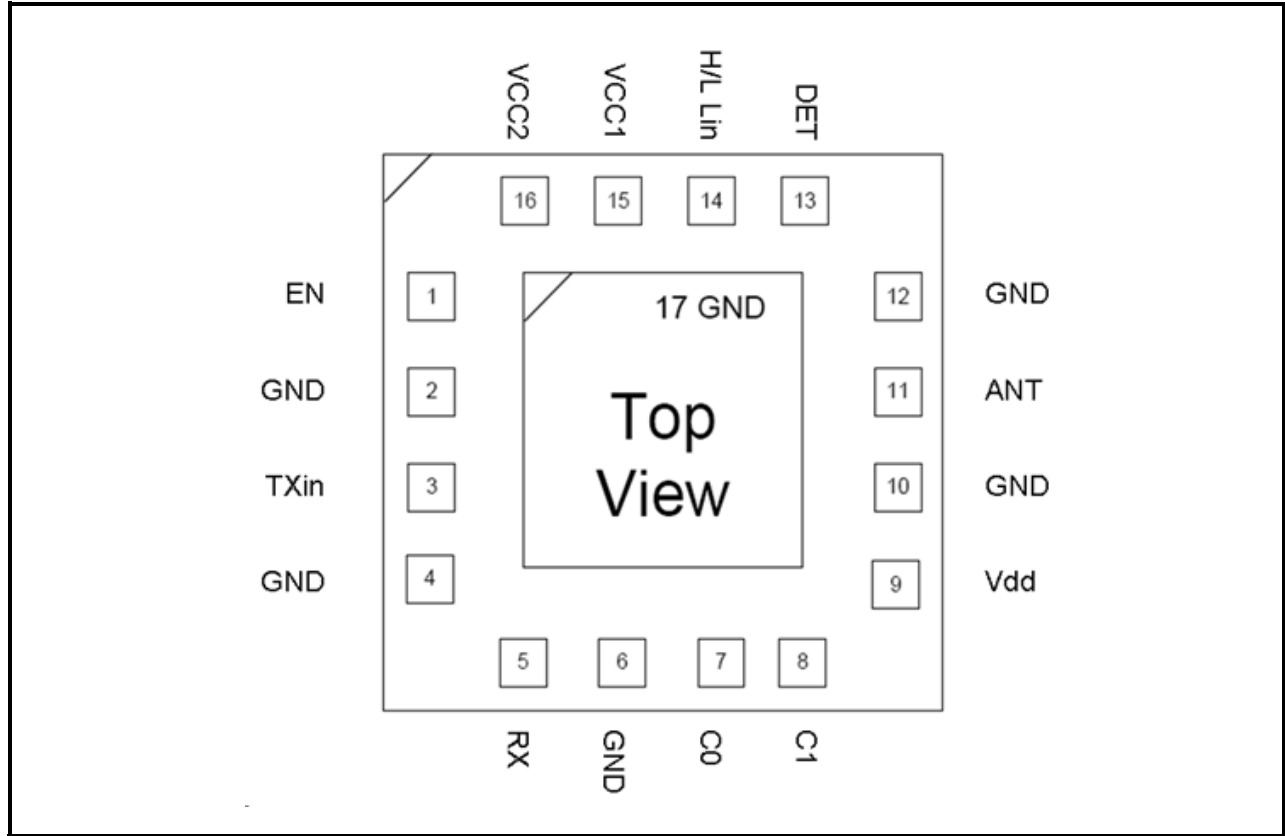 VCC2
VCC1
H/L Lin
DET
16
15
14
13
EN
1
17 GND
12
GND
GND
2
Top
11
ANT
TXin
3
View
10
GND
GND
4
9
Vdd
5
6
7
8
RX
GND
C0
C1